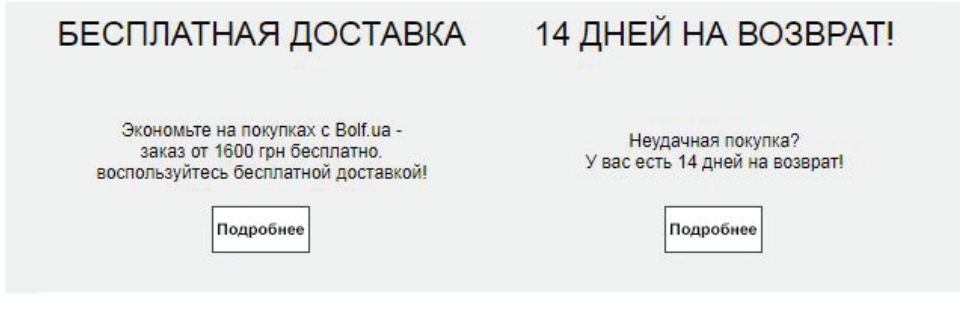 БЕСПЛАТНАЯ ДОСТАВКА
Экономьте на покупках с Bolf.ua -
заказ от 1600 грн бесплатно.
воспользуйтесь бесплатной доставкой!
Подробнее
14 ДНЕЙ НА ВОЗВРАТ!
Неудачная покупка?
У вас есть 14 дней на возврат!
Подробнее